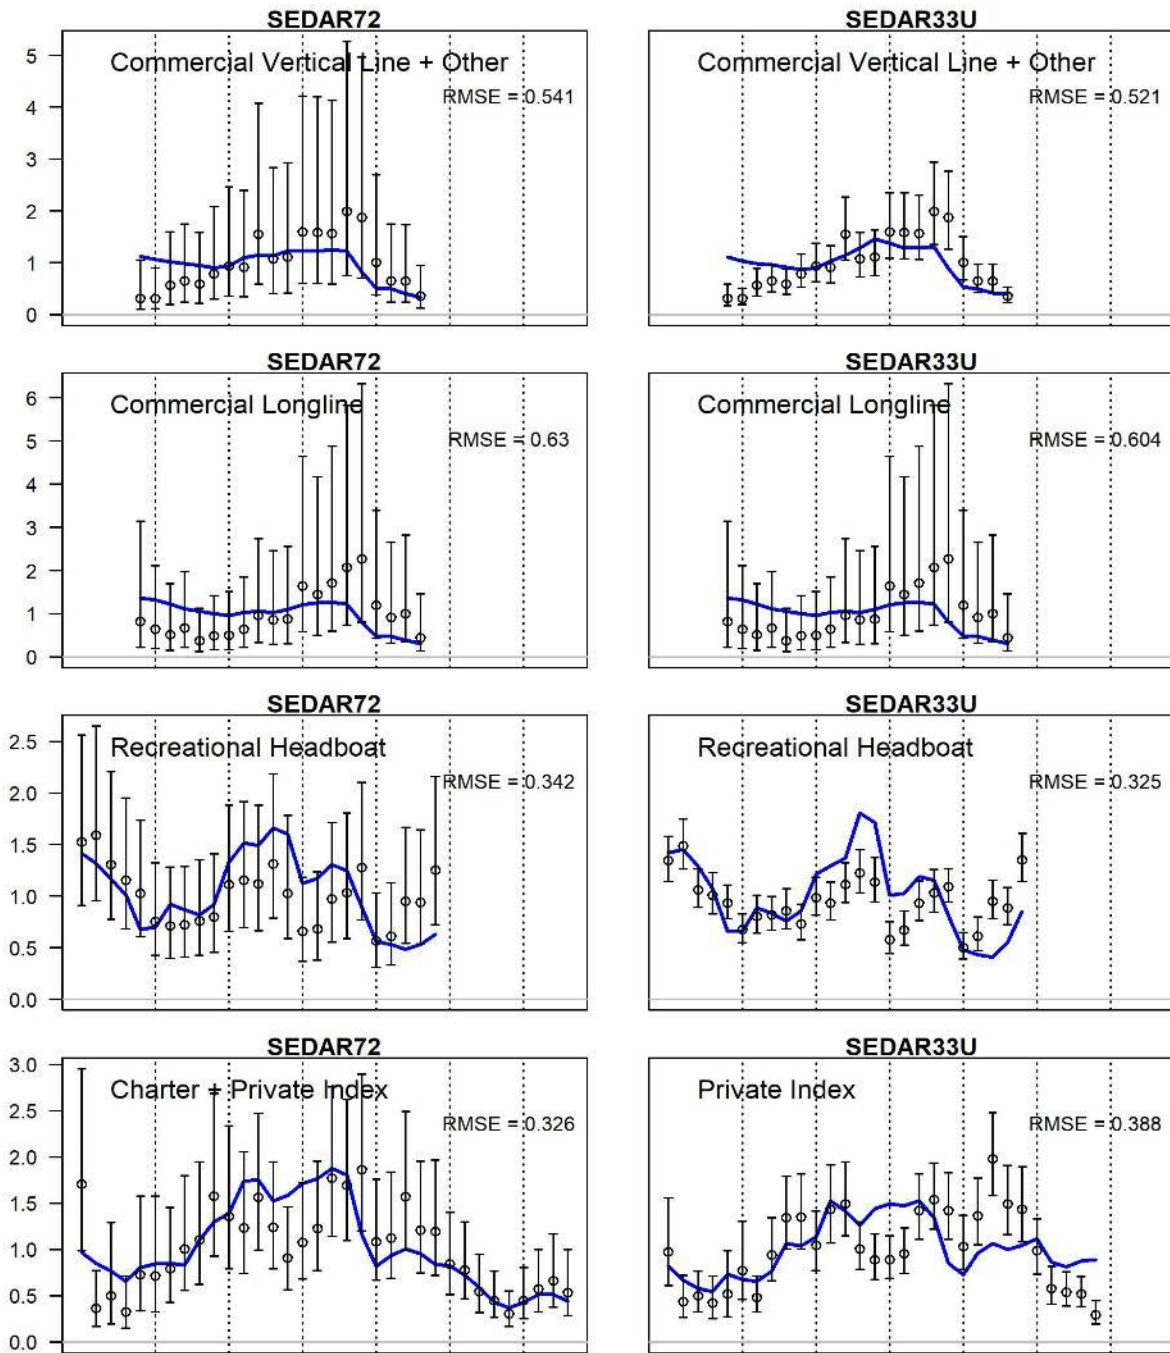 SEDAR72
SEDAR33U
5
4
3
2
1
0
Commercial Vertical Line + Other
RMSE = 0.541
Commercial Vertical Line + Other
RMSE = 0.521
SEDAR72
SEDAR33U
6
5
4
3
2
1
0
Commercial Longline
RMSE = 0.63
Commercial Longline
RMSE = 0.604
SEDAR72
SEDAR33U
2.5
2.0
1.5
1.0
0.5
0.0
Recreational Headboat
RMSE = 0.342
Recreational Headboat
RMSE = 0.325
SEDAR72
SEDAR33U
3.0
2.5
2.0
1.5
1.0
0.5
0.0
Charter + Private Index
RMSE = 0.326
Private Index
RMSE = 0.388